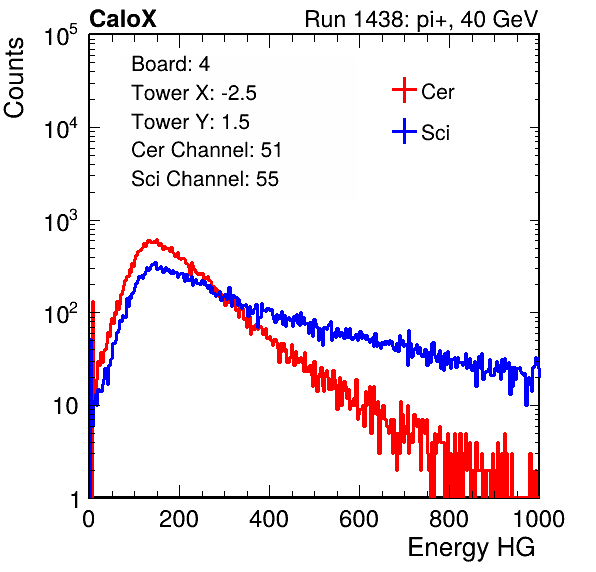 CaloX Run 1438: pi+, 40 GeV
Counts
10^5
10^4
10^3
10^2
10
1
Board: 4
Tower X: -2.5
Tower Y: 1.5
Cer Channel: 51
Sci Channel: 55
Cer
Sci
0 200 400 600 800 1000
Energy HG